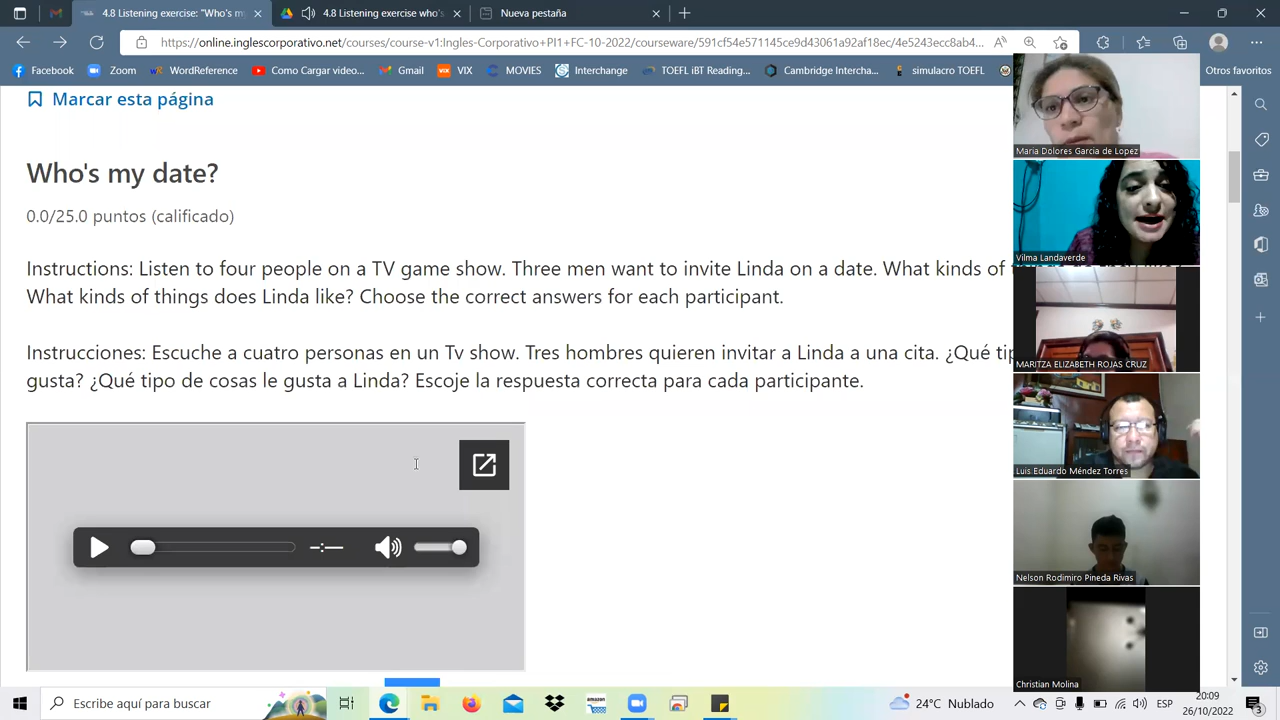 4.8 Listening exercise: "Who's my
4.8 Listening exercise who's
Nueva pestaña
https://online.inglescorporativo.net/courses/course-v1:Ingles-Corporativo+PI1+FC-10-2022/courseware/591cf54e571145ce9d43061a92af18ec/4e5243ecc8ab4...
Facebook
Zoom
WordReference
Como Cargar video...
Gmail
VIX
MOVIES
Interchange
TOEFL iBT Reading...
Cambridge Intercha...
simulacro TOEFL
Otros favoritos
Marcar esta página
Who's my date?
0.0/25.0 puntos (calificado)
Instructions: Listen to four people on a TV game show. Three men want to invite Linda on a date. What kinds of
What kinds of things does Linda like? Choose the correct answers for each participant.
Instrucciones: Escuche a cuatro personas en un Tv show. Tres hombres quieren invitar a Linda a una cita. ¿Qué
gusta? ¿Qué tipo de cosas le gusta a Linda? Escoje la respuesta correcta para cada participante.
-:--
Maria Dolores Garcia de Lopez
Vilma Landaverde
MARITZA ELIZABETH ROJAS CRUZ
Luis Eduardo Méndez Torres
Nelson Rodimiro Pineda Rivas
Christian Molina
Escribe aquí para buscar
amazon
24°C Nublado
ESP
20:09
26/10/2022
3